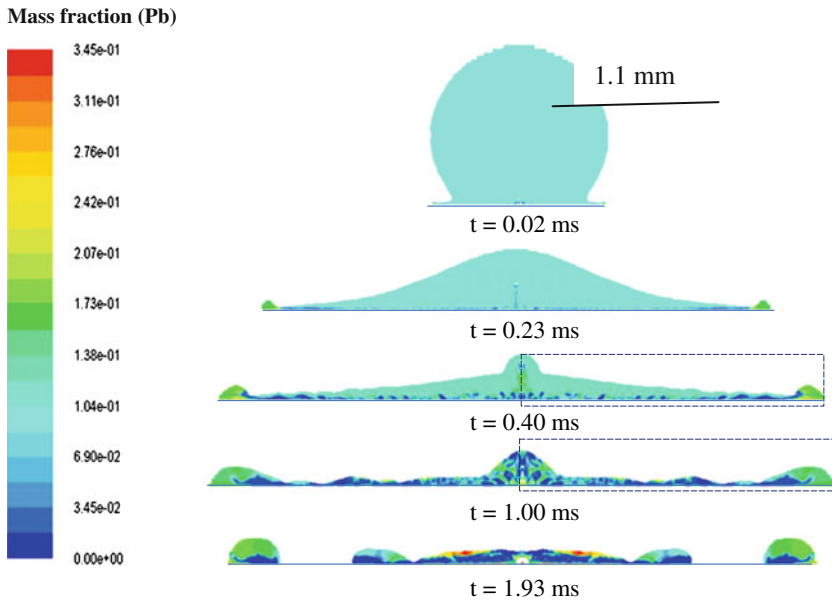 Mass fraction (Pb)
3.45e-01
3.11e-01
2.76e-01
2.42e-01
2.07e-01
1.73e-01
1.38e-01
1.04e-01
6.90e-02
3.45e-02
0.00e+00
1.1 mm
t = 0.02 ms
t = 0.23 ms
t = 0.40 ms
t = 1.00 ms
t = 1.93 ms